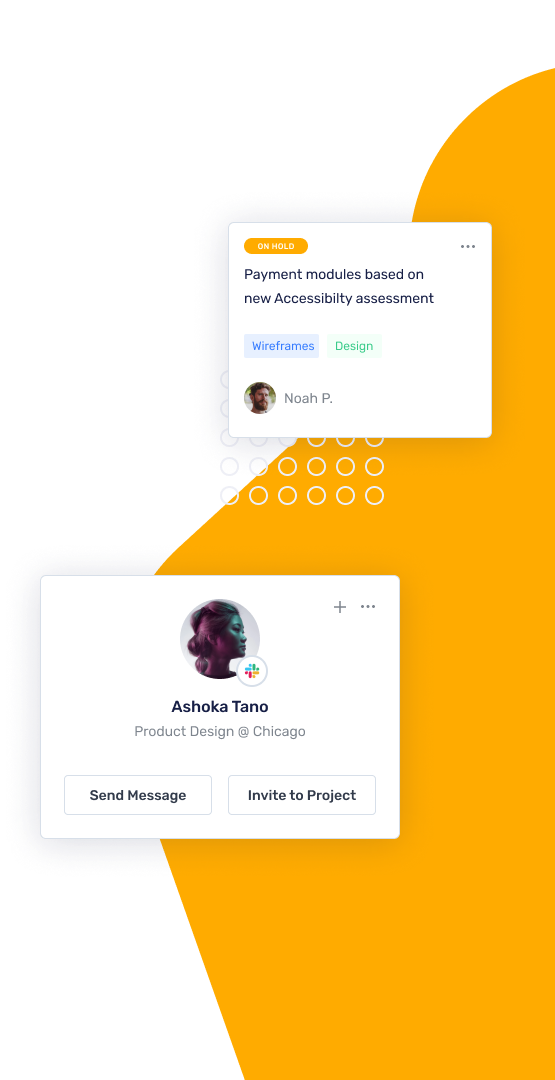 ON HOLD
Payment modules based on
new Accessibilty assessment
Wireframes
Design
Noah P.
Ashoka Tano
Product Design @ Chicago
Send Message
Invite to Project